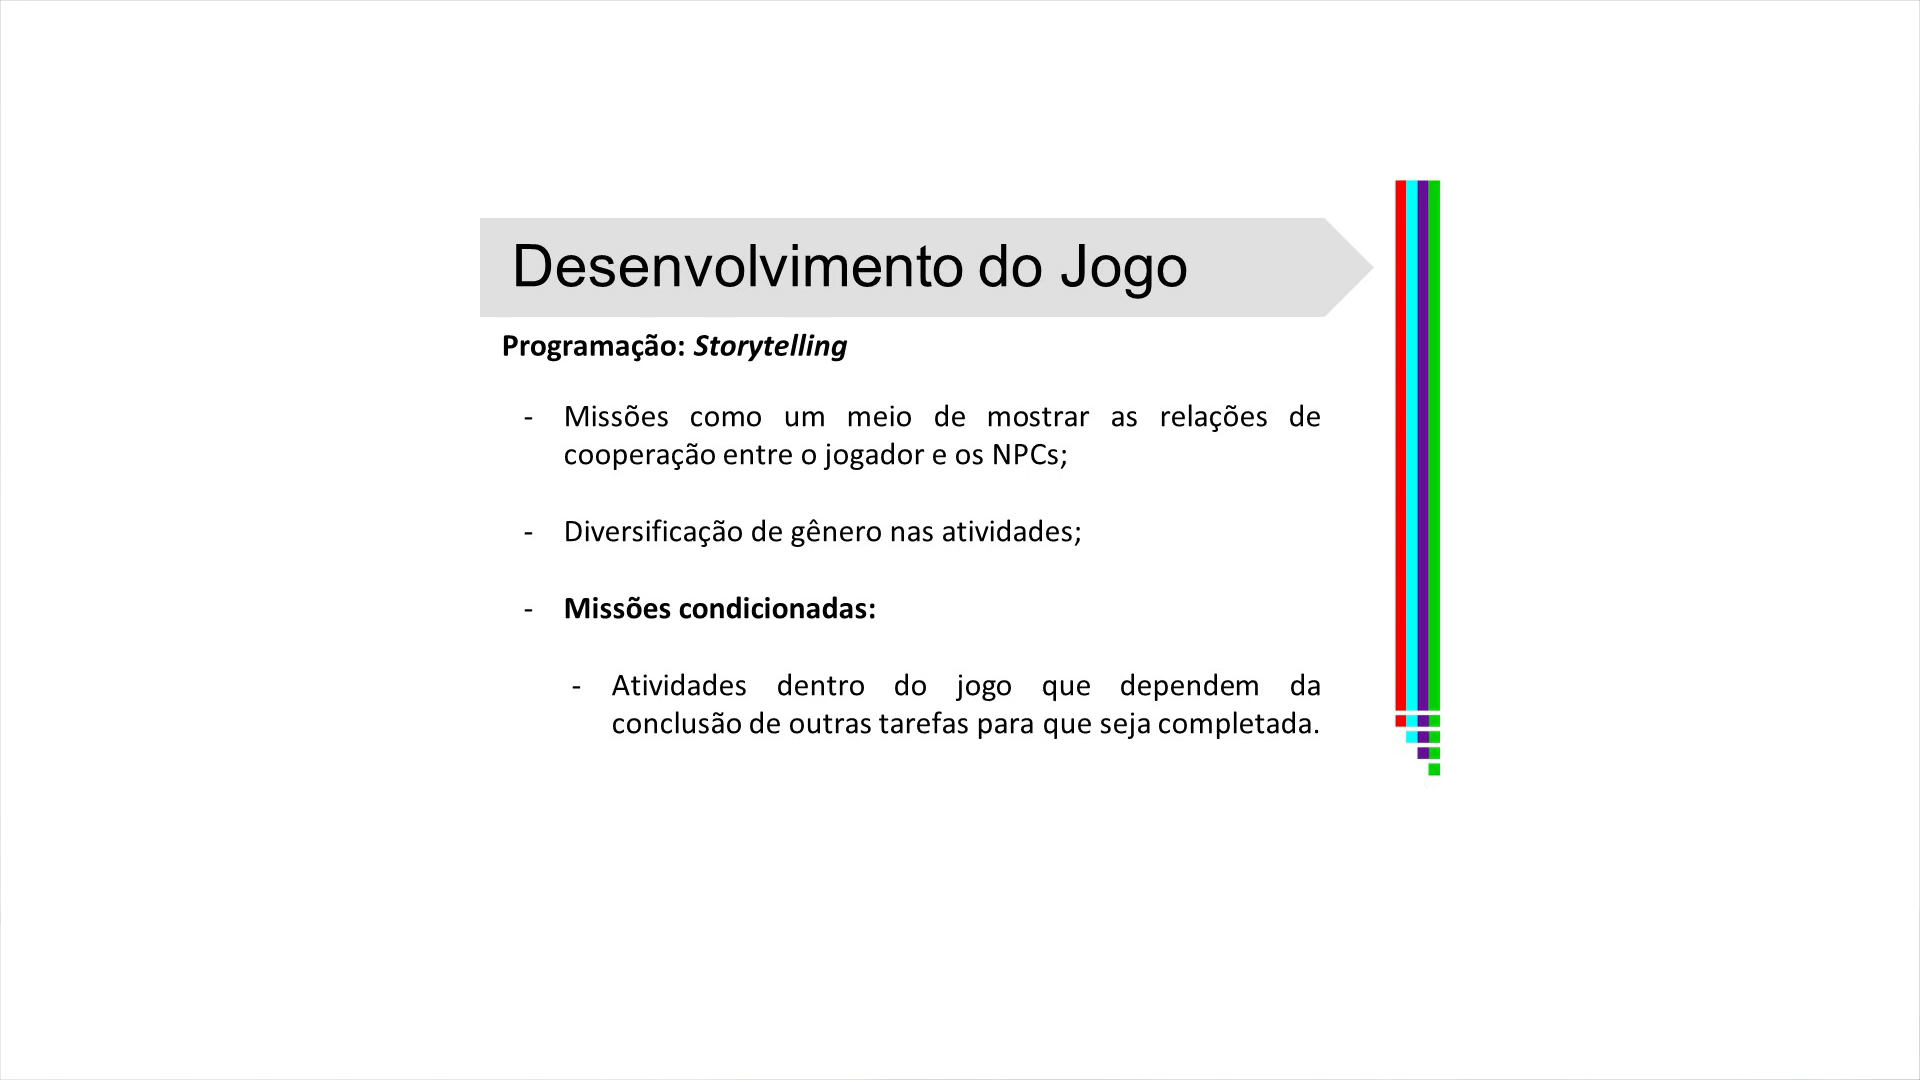 Desenvolvimento do Jogo
Programação: Storytelling
- Missões como um meio de mostrar as relações de
cooperação entre o jogador e os NPCs;
- Diversificação de gênero nas atividades;
- Missões condicionadas:
- Atividades dentro do jogo que dependem da
conclusão de outras tarefas para que seja completada.